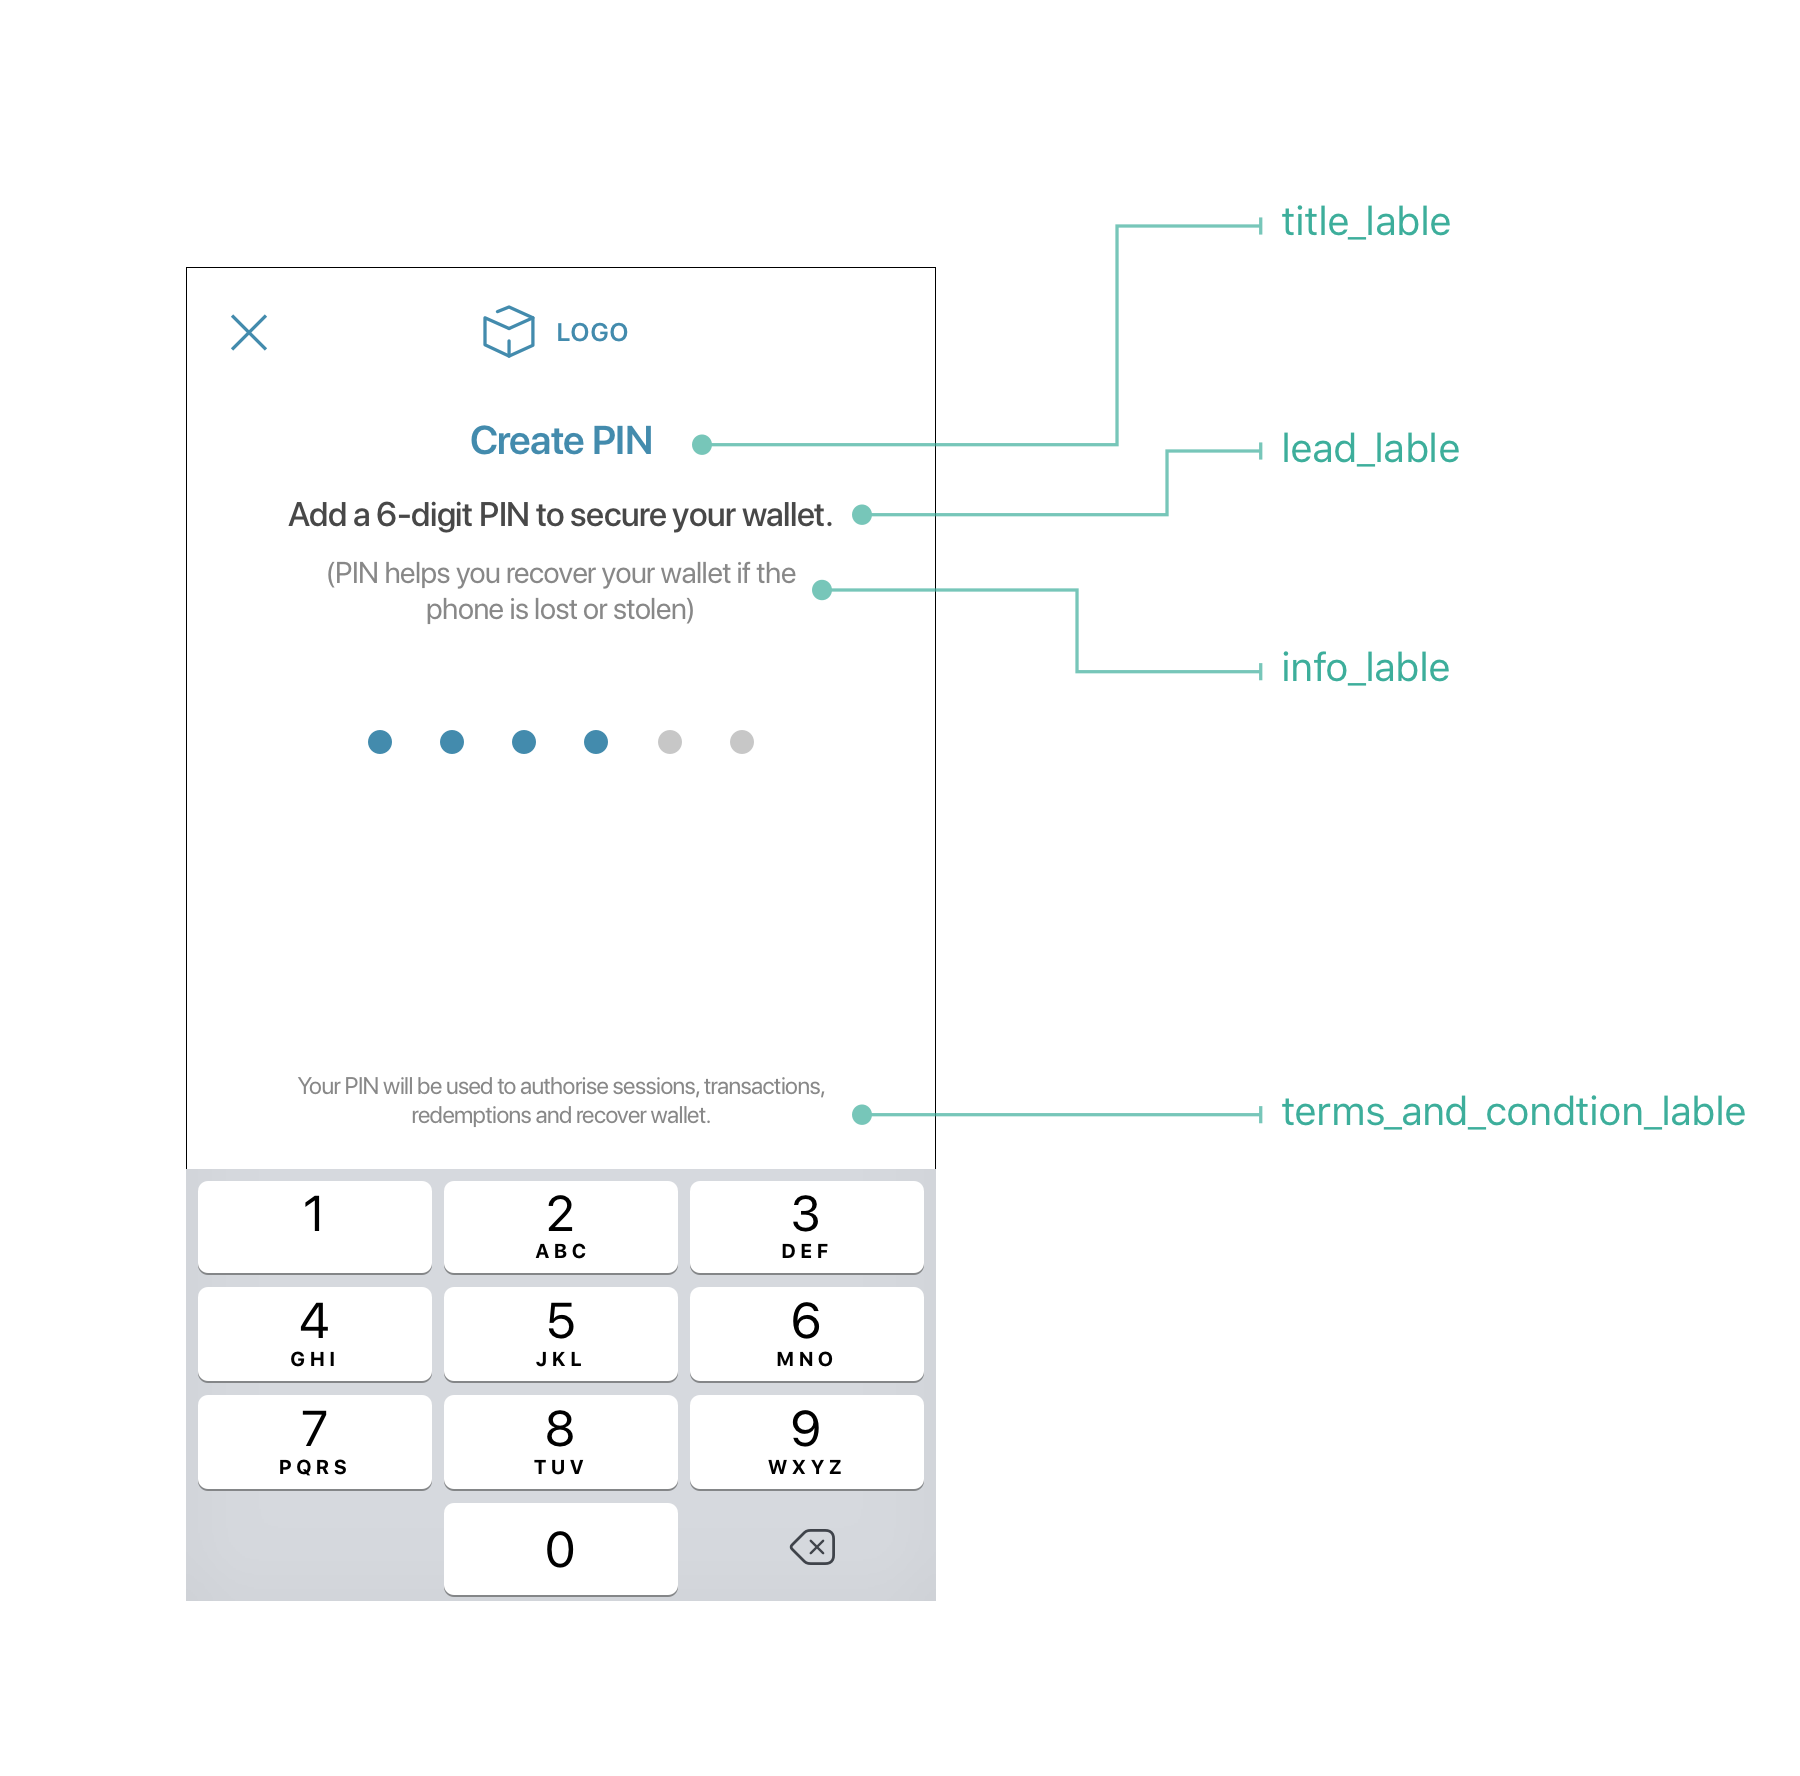 title_lable
LOGO
Create PIN
lead_lable
Add a 6-digit PIN to secure your wallet.
(PIN helps you recover your wallet if the
phone is lost or stolen)
info_lable
Your PIN will be used to authorise sessions, transactions,
redemptions and recover wallet.
terms_and_condtion_lable
1
2
ABC
3
DEF
4
GHI
5
JKL
6
MNO
7
PQRS
8
TUV
9
WXYZ
0